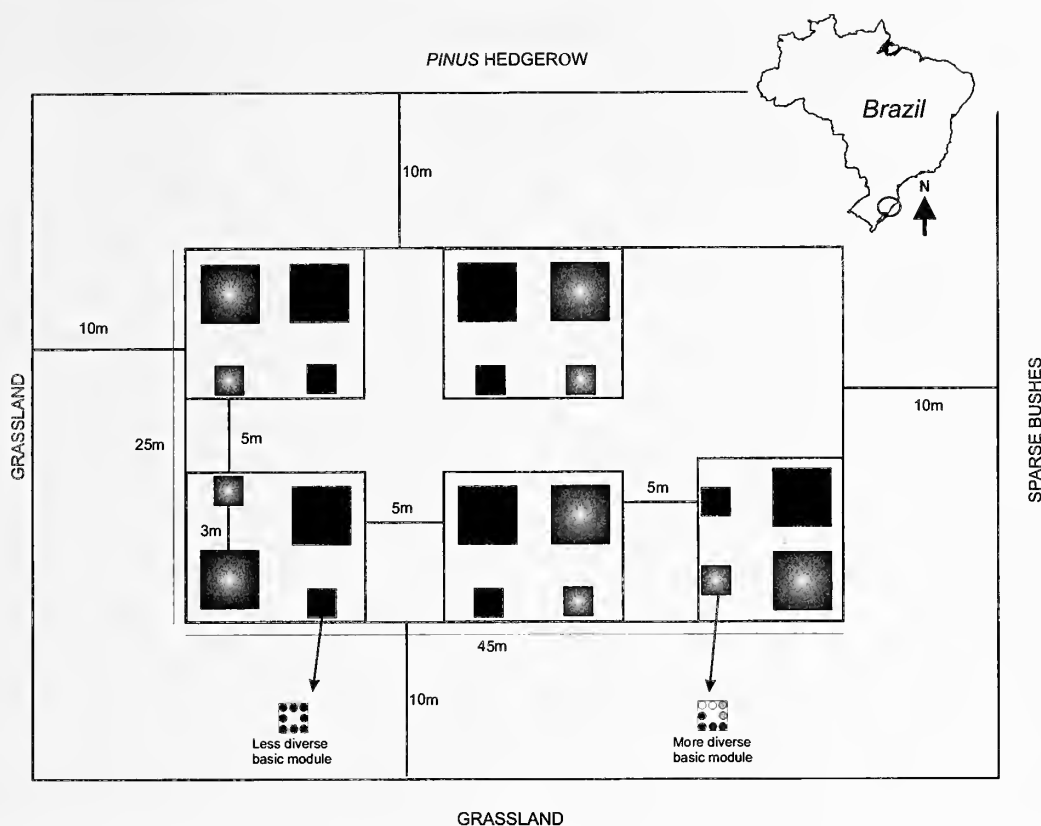 PINUS HEDGEROW
Brazil
N
10m
10m
GRASSLAND
25m
5m
10m
SPARSE BUSHES
5m
5m
3m
45m
10m
Less diverse
basic module
More diverse
basic module
GRASSLAND